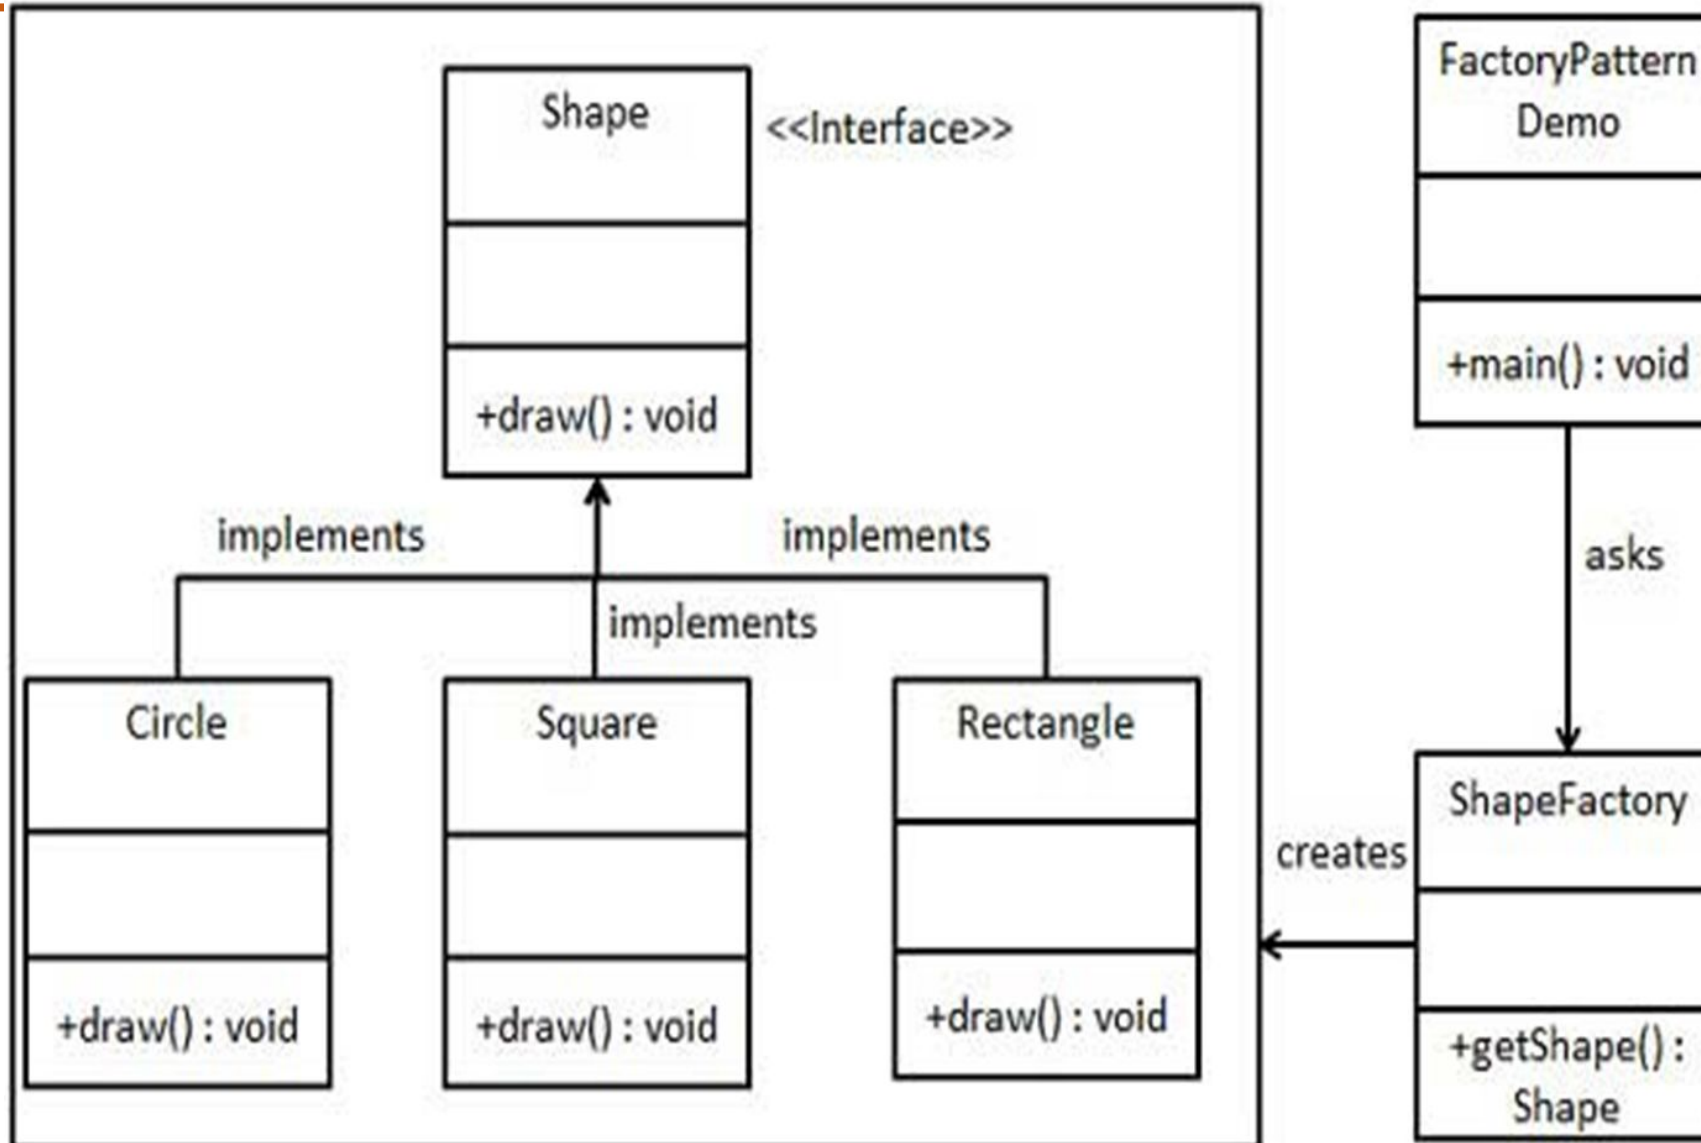 Shape
<<Interface>>
+draw() : void
implements
implements
implements
Circle
+draw() : void
Square
+draw() : void
Rectangle
+draw() : void
FactoryPattern
Demo
+main() : void
asks
ShapeFactory
+getShape() :
Shape
creates